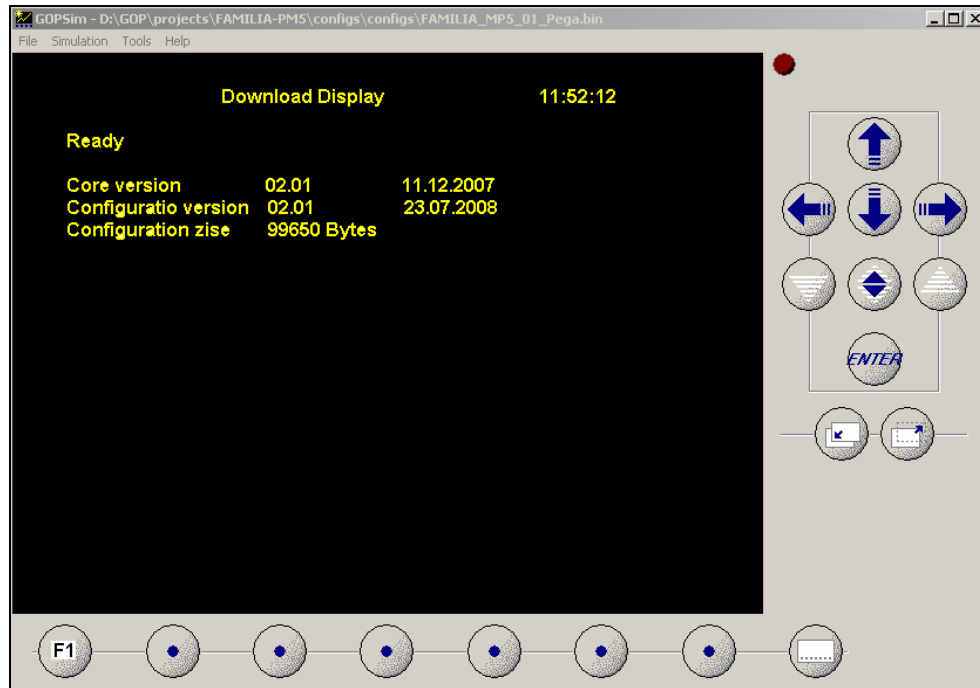 GOPSim - D:\GOP\projects\FAMILIA-PM5\configs\configs\FAMILIA_MP5_01_Pega.bin
File Simulation Tools Help
Download Display 11:52:12
Ready
Core version 02.01 11.12.2007
Configuratio version 02.01 23.07.2008
Configuration zise 99650 Bytes
ENTER
F1